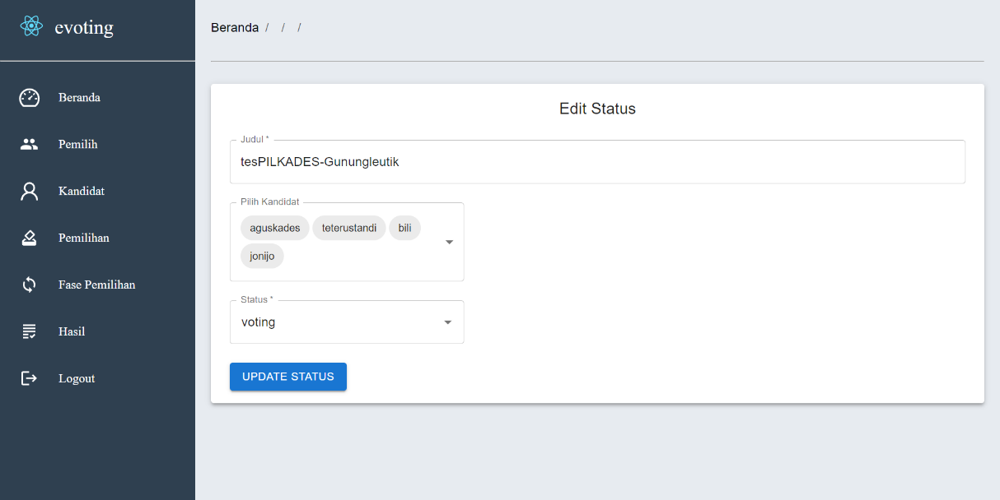 evoting
Beranda / / /
Beranda
Pemilih
Kandidat
Pemilihan
Fase Pemilihan
Hasil
Logout
Edit Status
Judul *
tesPILKADES-Gunungleutik
Pilih Kandidat
aguskades teterustandi bili
jonijo
Status *
voting
UPDATE STATUS